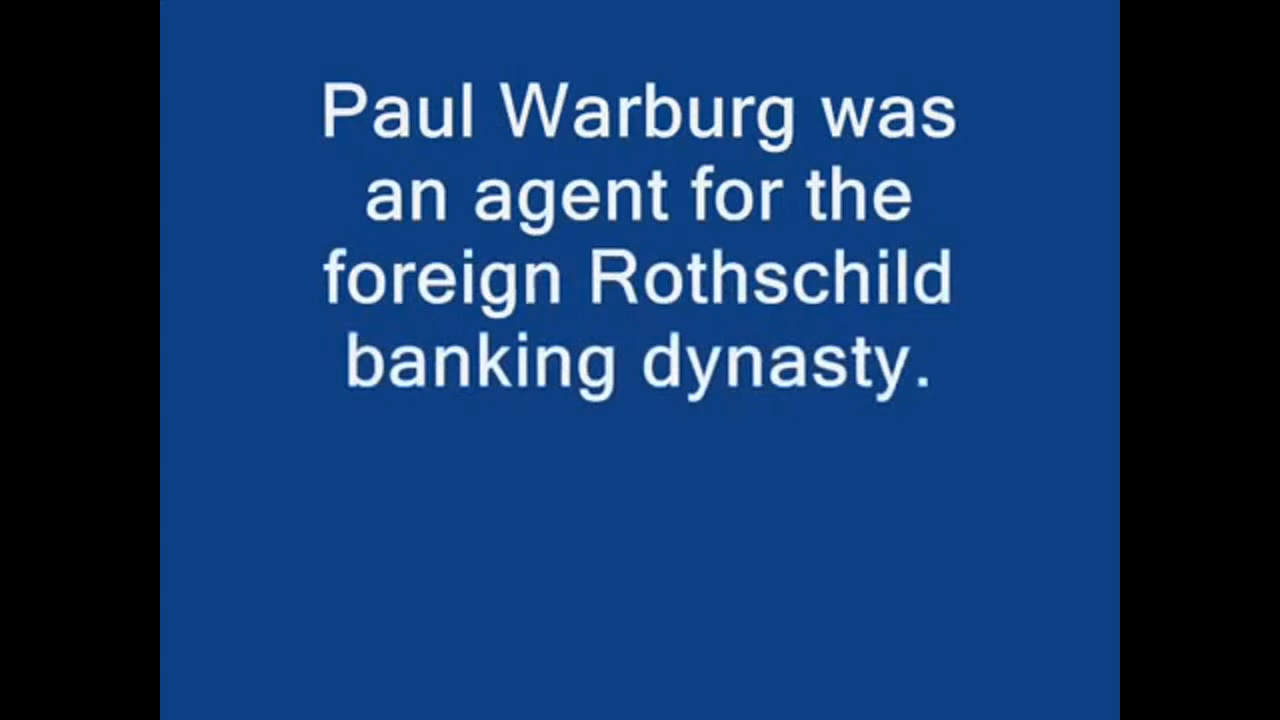 Paul Warburg was
an agent for the
foreign Rothschild
banking dynasty.